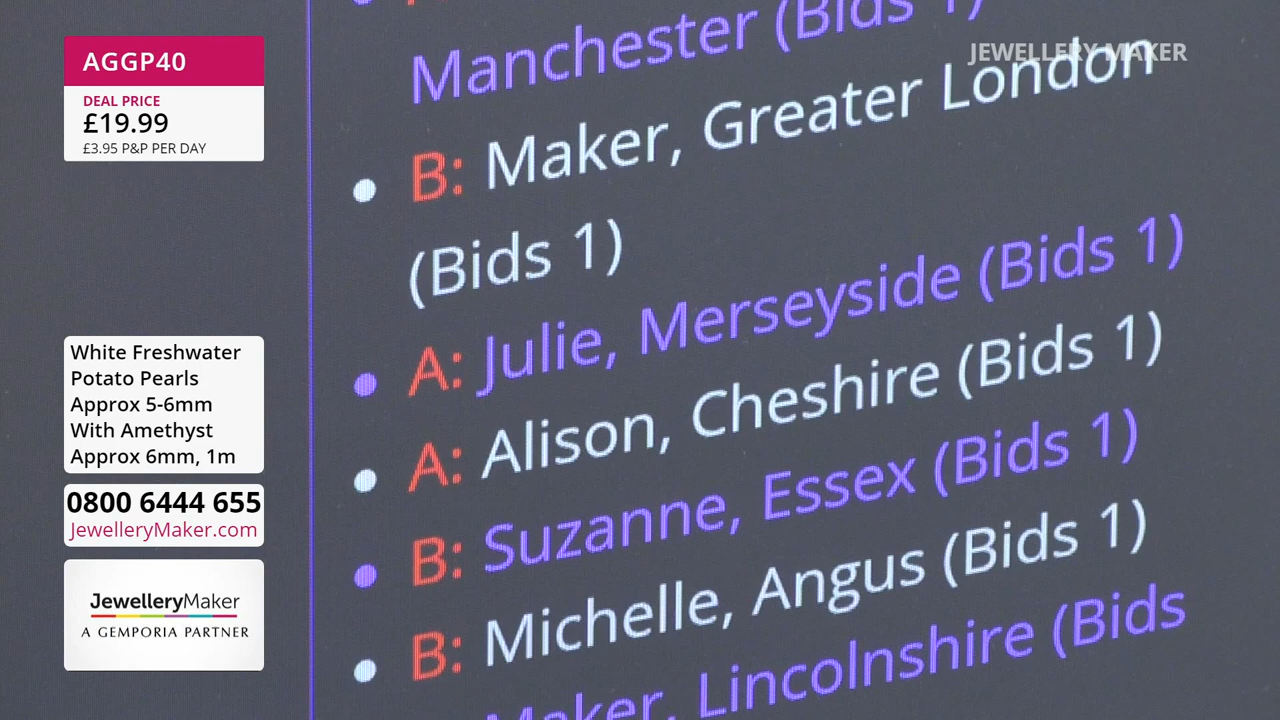 AGGP40
DEAL PRICE
£19.99
£3.95 P&P PER DAY
White Freshwater
Potato Pearls
Approx 5-6mm
With Amethyst
Approx 6mm, 1m
0800 6444 655
JewelleryMaker.com
JewelleryMaker
A GEMPORIA PARTNER
JEWELLERY MAKER
Manchester (Bids 1)
B: Maker, Greater London
(Bids 1)
A: Julie, Merseyside (Bids 1)
A: Alison, Cheshire (Bids 1)
B: Suzanne, Essex (Bids 1)
B: Michelle, Angus (Bids 1)
Maker, Lincolnshire (Bids